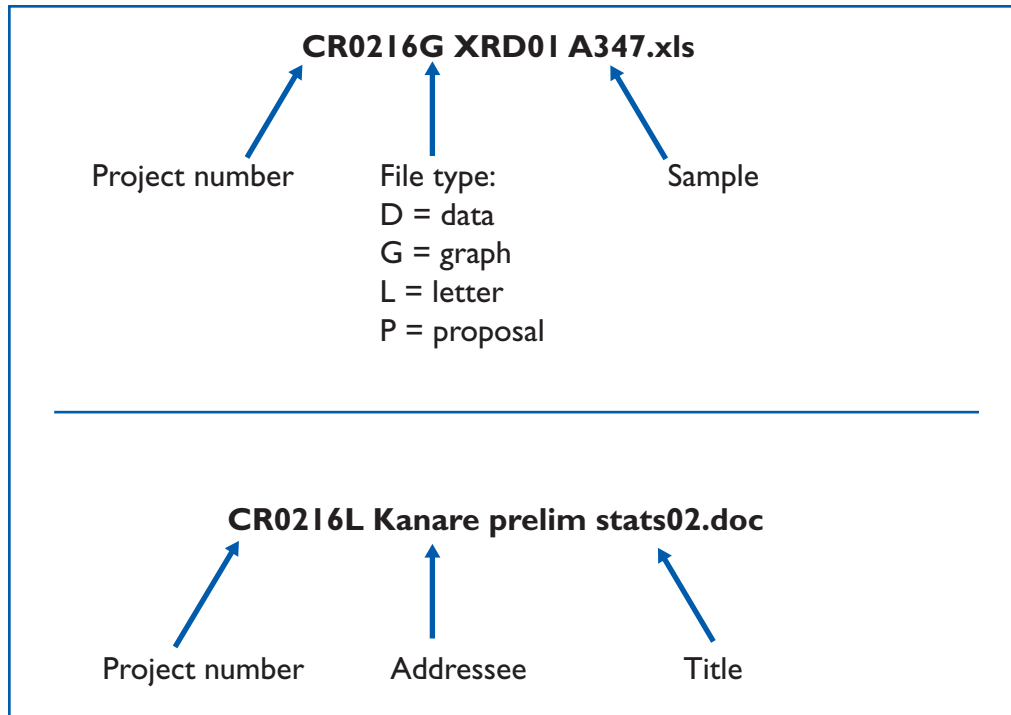 CR0216G XRD01 A347.xls
Project number
File type:
Sample
D = data
G = graph
L = letter
P = proposal
CR0216L Kanare prelim stats02.doc
Project number
Addressee
Title